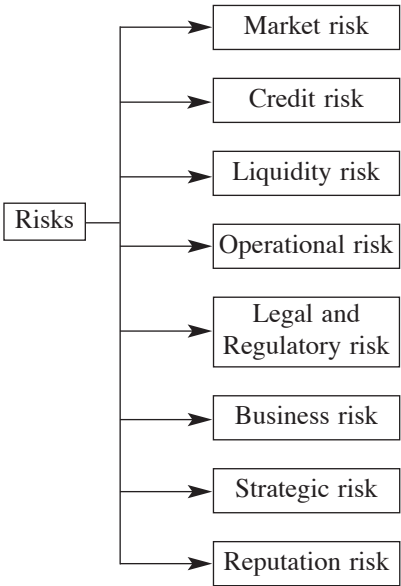 Market risk
Credit risk
Liquidity risk
Risks
Operational risk
Legal and
Regulatory risk
Business risk
Strategic risk
Reputation risk